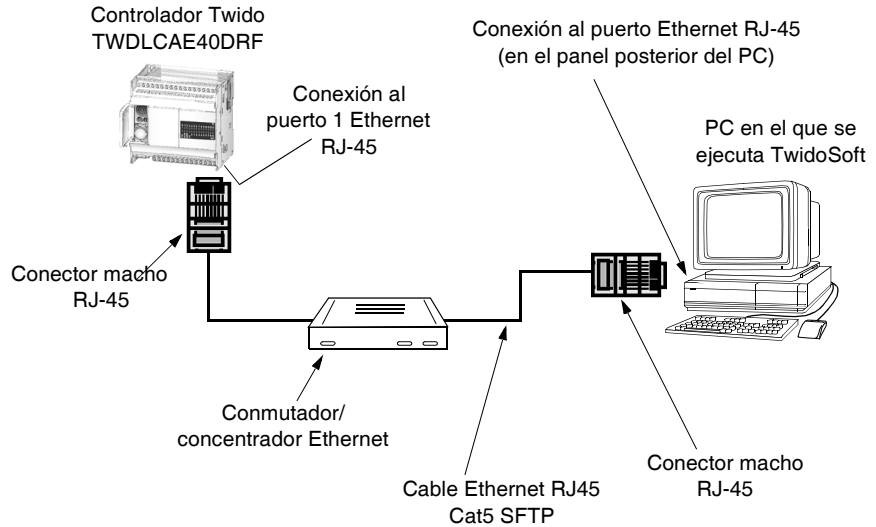 Controlador Twido
TWDLCAE40DRF
Conexión al puerto Ethernet RJ-45
(en el panel posterior del PC)
Conexión al
puerto 1 Ethernet
RJ-45
PC en el que se
ejecuta TwidoSoft
Conector macho
RJ-45
Conmutador/
concentrador Ethernet
Cable Ethernet RJ45
Cat5 SFTP
Conector macho
RJ-45